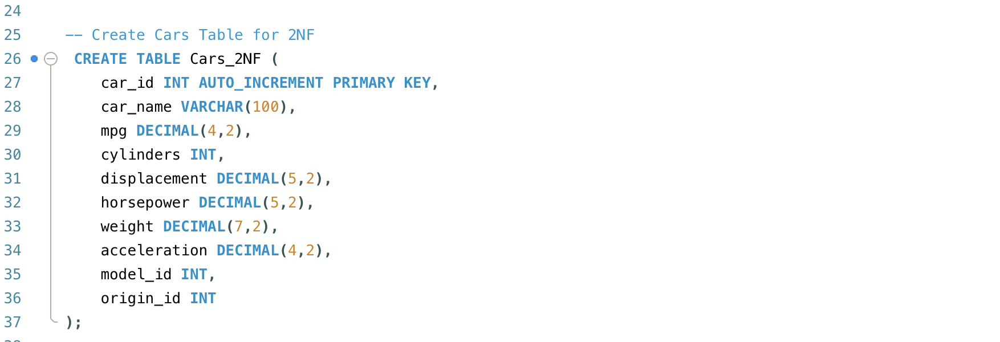 24
25 -- Create Cars Table for 2NF
26 CREATE TABLE Cars_2NF (
27 car_id INT AUTO_INCREMENT PRIMARY KEY,
28 car_name VARCHAR(100),
29 mpg DECIMAL(4,2),
30 cylinders INT,
31 displacement DECIMAL(5,2),
32 horsepower DECIMAL(5,2),
33 weight DECIMAL(7,2),
34 acceleration DECIMAL(4,2),
35 model_id INT,
36 origin_id INT
37 );